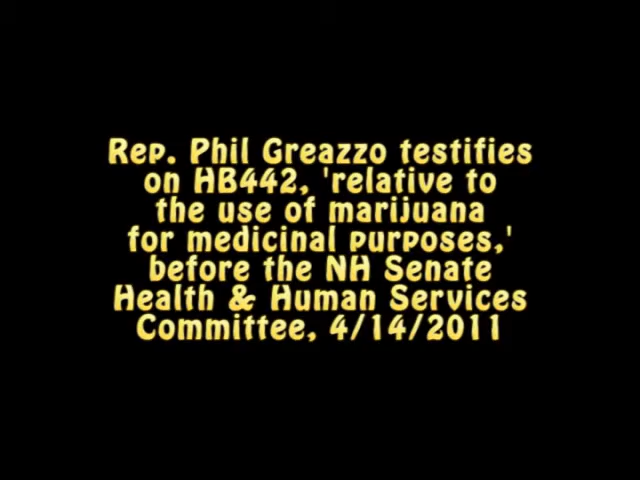 Rep. Phil Greazzo testifies
on HB442, 'relative to
the use of marijuana
for medicinal purposes,'
before the NH Senate
Health & Human Services
Committee, 4/14/2011